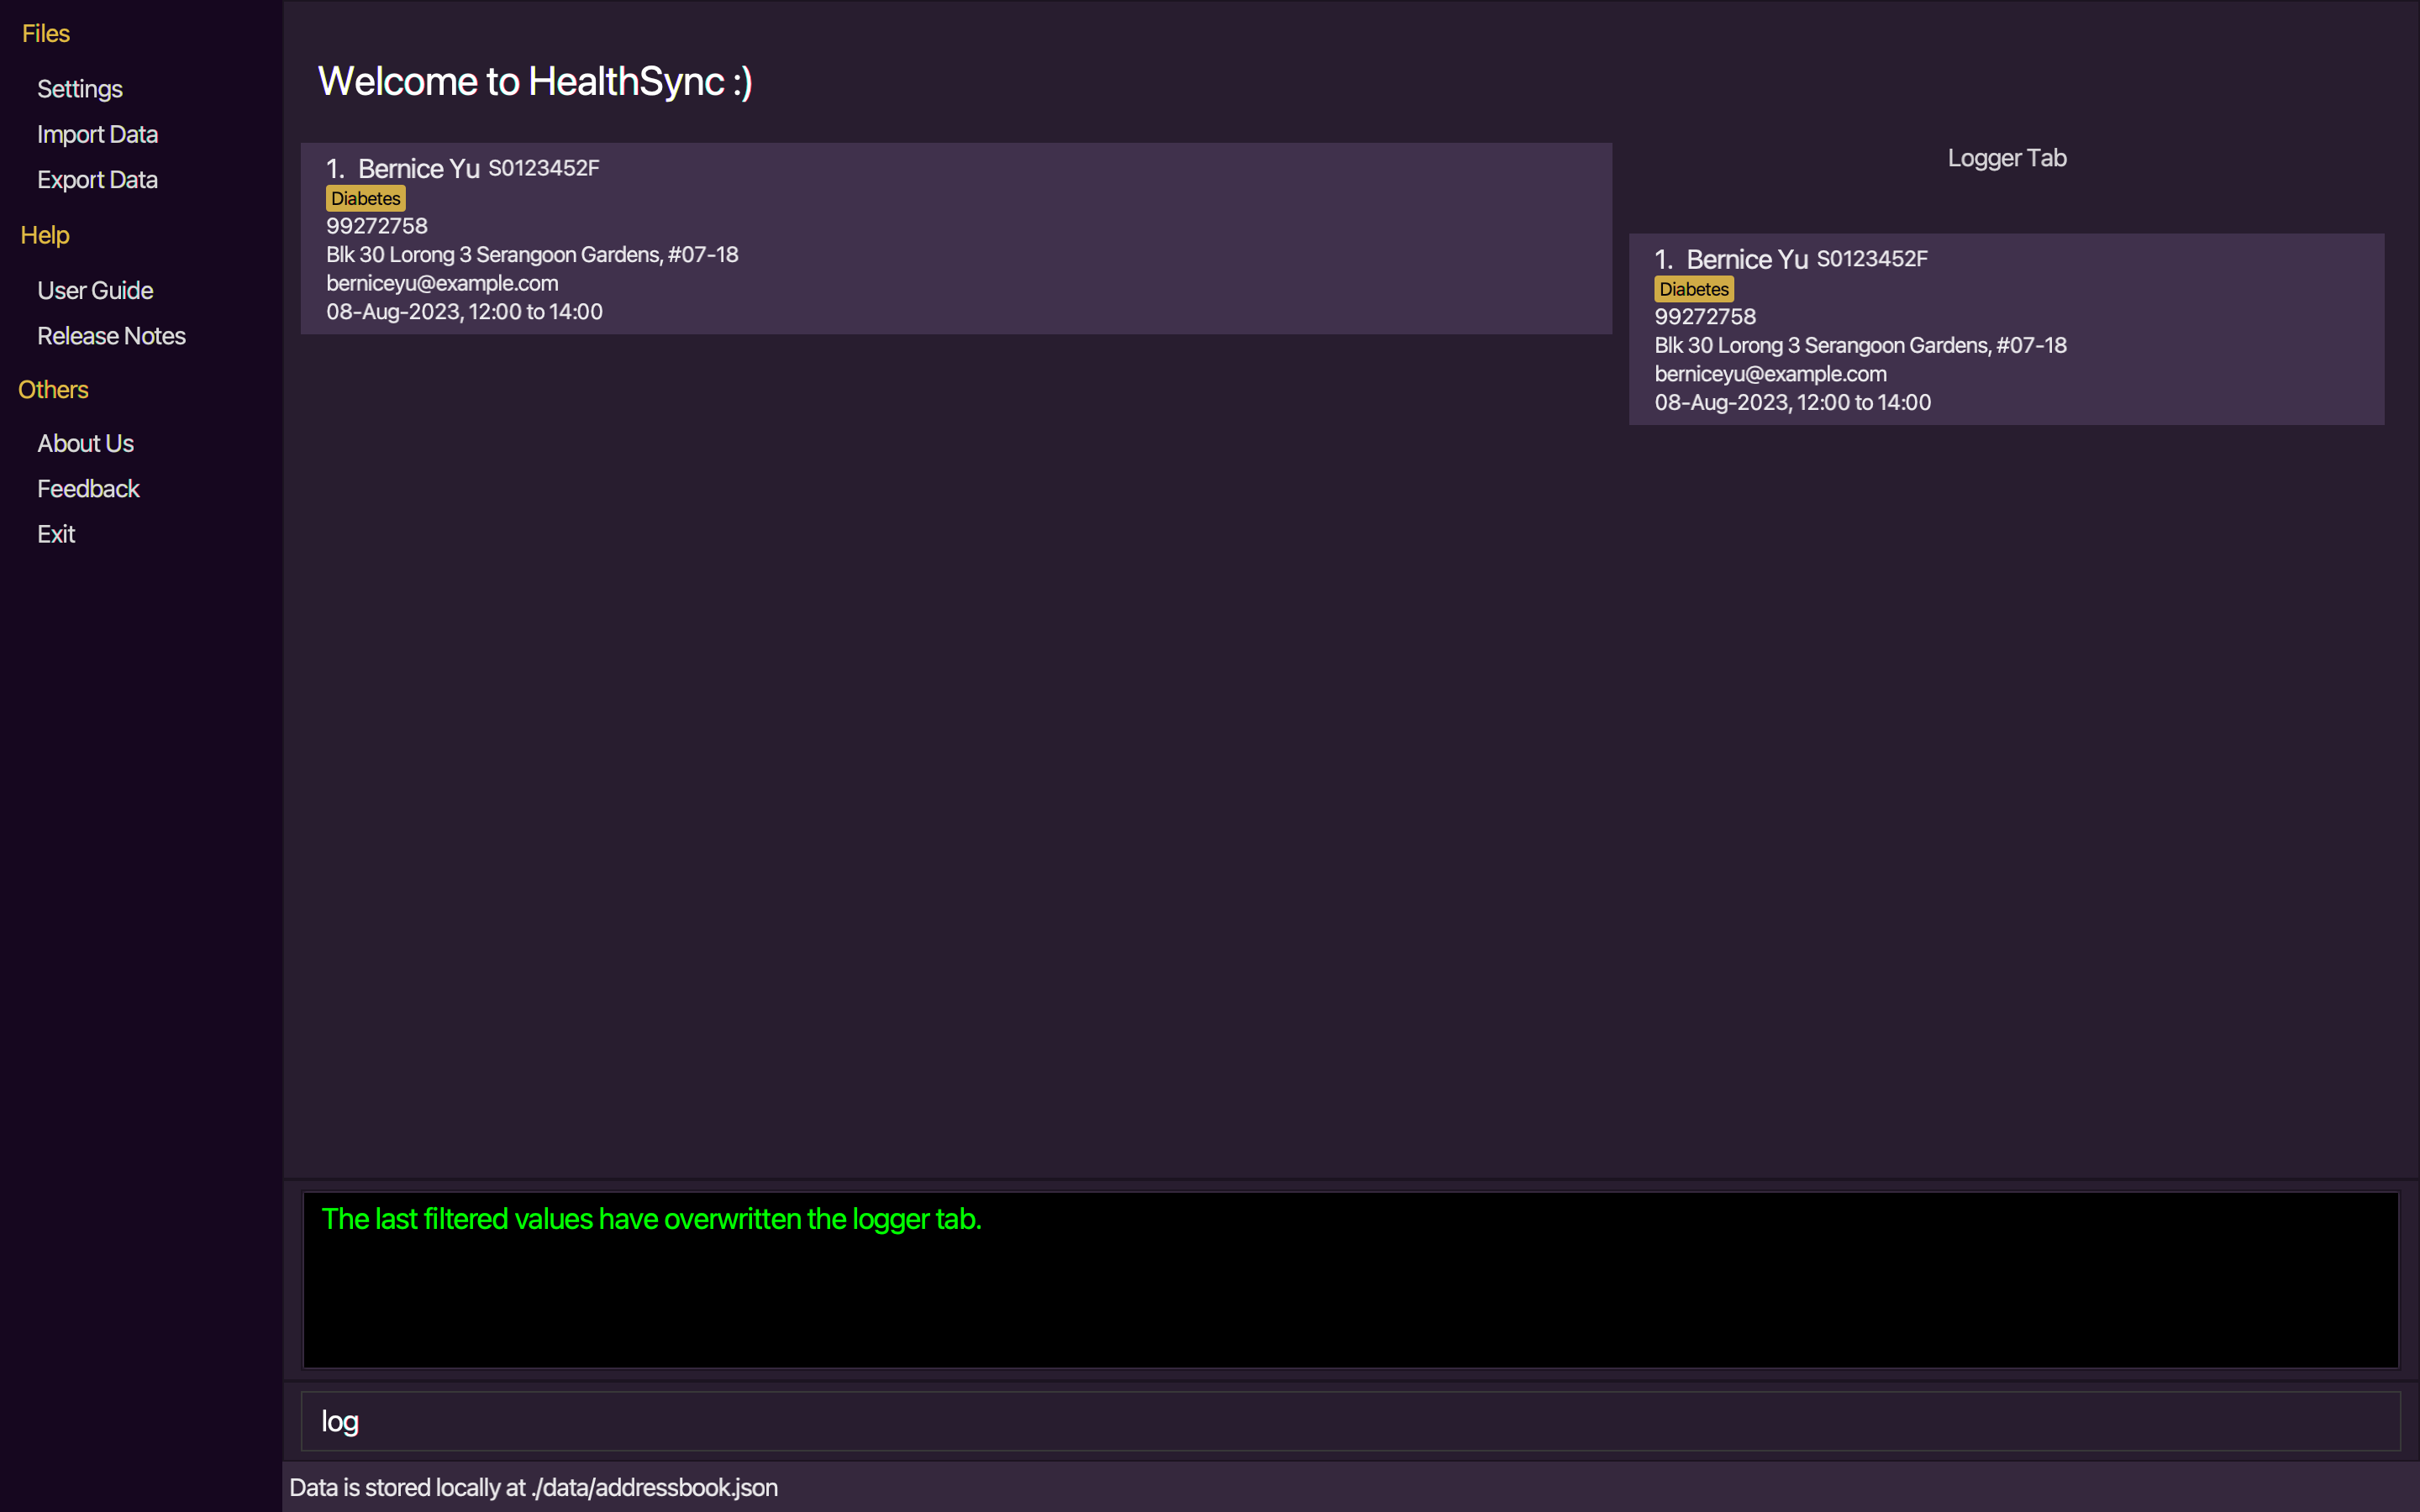 Files
Settings
Import Data
Export Data
Help
User Guide
Release Notes
Others
About Us
Feedback
Exit
Welcome to HealthSync :)
1. Bernice Yu S0123452F
Diabetes
99272758
Blk 30 Lorong 3 Serangoon Gardens, #07-18
berniceyu@example.com
08-Aug-2023, 12:00 to 14:00
Logger Tab
1. Bernice Yu S0123452F
Diabetes
99272758
Blk 30 Lorong 3 Serangoon Gardens, #07-18
berniceyu@example.com
08-Aug-2023, 12:00 to 14:00
The last filtered values have overwritten the logger tab.
log
Data is stored locally at ./data/addressbook.json